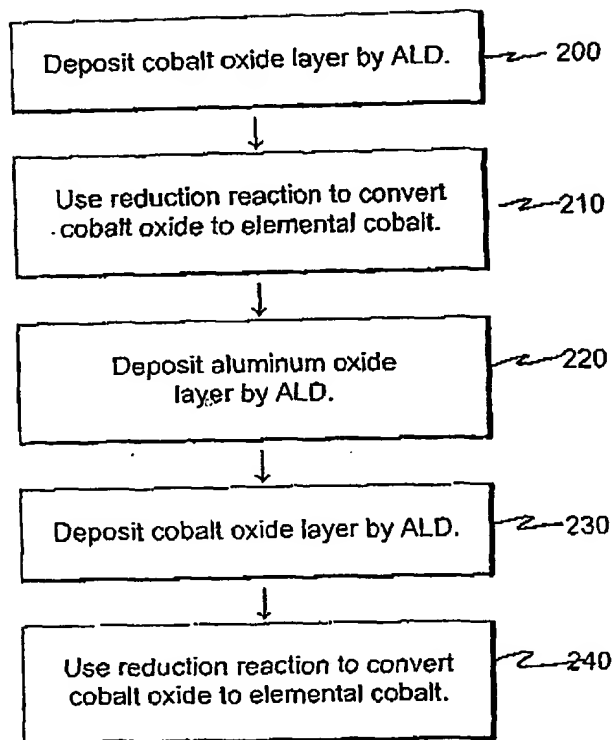 Deposit cobalt oxide layer by ALD.
200
Use reduction reaction to convert
cobalt oxide to elemental cobalt.
210
Deposit aluminum oxide
layer by ALD.
220
Deposit cobalt oxide layer by ALD.
230
Use reduction reaction to convert
cobalt oxide to elemental cobalt.
240